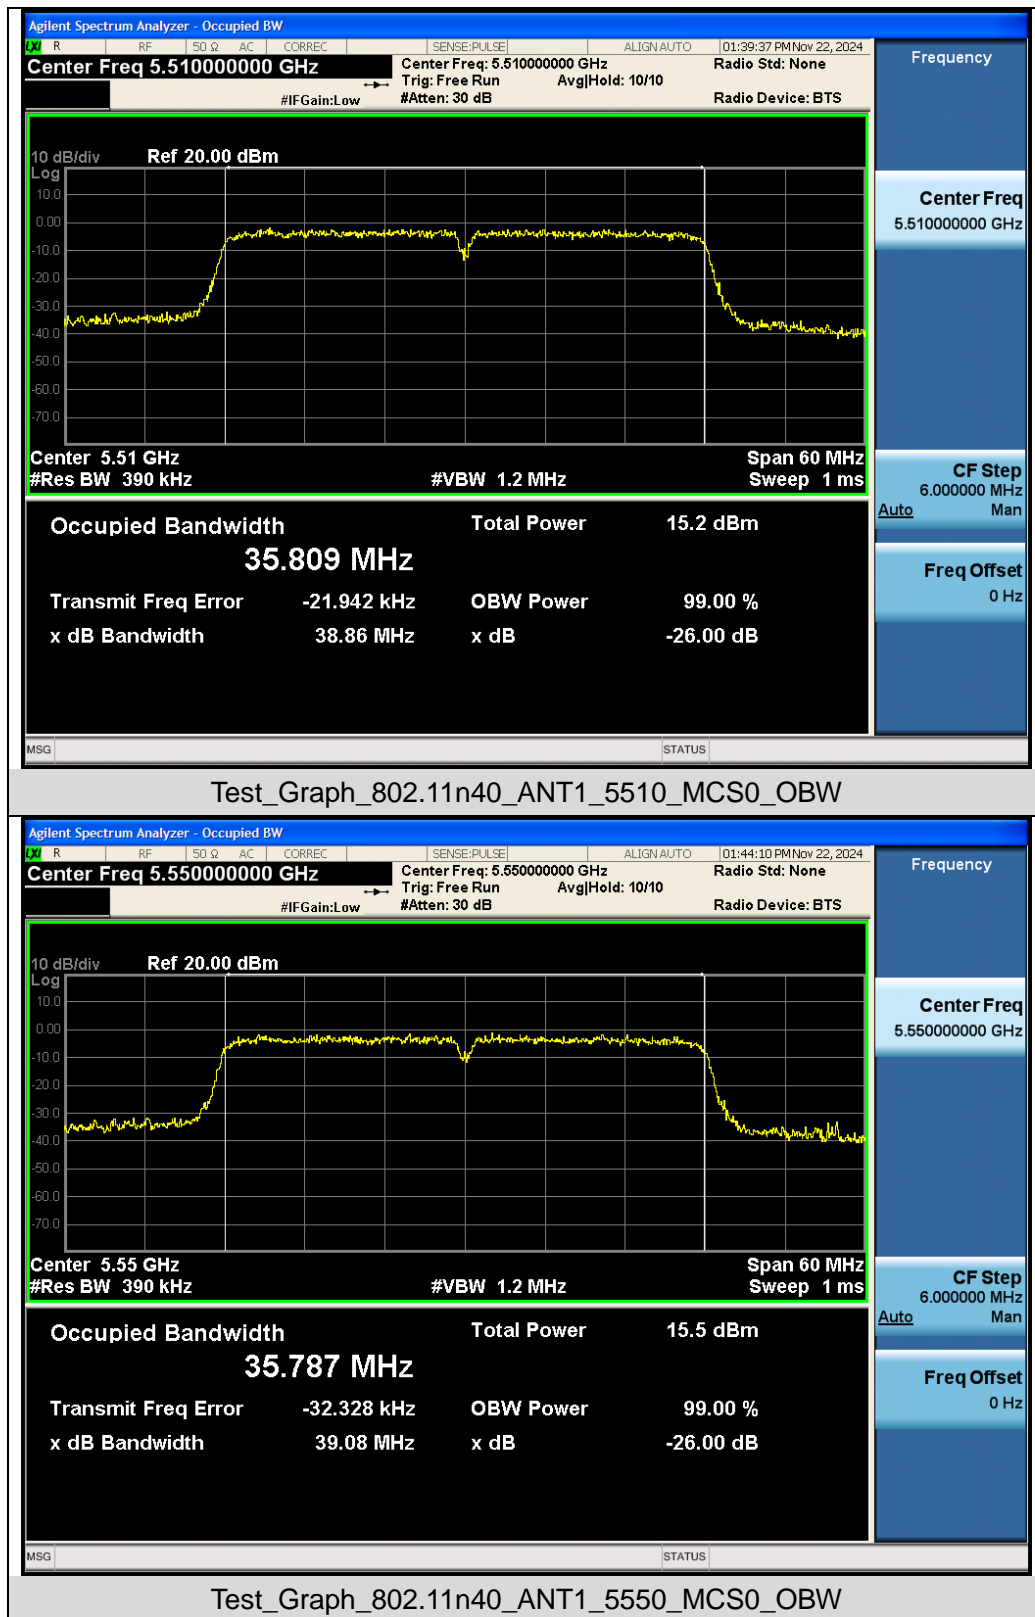 Agilent Spectrum Analyzer - Occupied BW
LXI R RF 50 Ω AC CORREC SENSE:PULSE ALIGN AUTO 01:39:37 PM Nov 22, 2024
Center Freq 5.510000000 GHz
Center Freq: 5.510000000 GHz Radio Std: None
Trig: Free Run Avg|Hold: 10/10
#IFGain:Low #Atten: 30 dB Radio Device: BTS
Frequency
10 dB/div Ref 20.00 dBm
Log
10.0
0.00
-10.0
-20.0
-30.0
-40.0
-50.0
-60.0
-70.0
Center 5.51 GHz Span 60 MHz
#Res BW 390 kHz #VBW 1.2 MHz Sweep 1 ms
Center Freq
5.510000000 GHz
CF Step
6.000000 MHz
Auto Man
Freq Offset
0 Hz
Occupied Bandwidth Total Power 15.2 dBm
35.809 MHz
Transmit Freq Error -21.942 kHz OBW Power 99.00 %
x dB Bandwidth 38.86 MHz x dB -26.00 dB
MSG STATUS
Test_Graph_802.11n40_ANT1_5510_MCS0_OBW
Agilent Spectrum Analyzer - Occupied BW
LXI R RF 50 Ω AC CORREC SENSE:PULSE ALIGN AUTO 01:44:10 PM Nov 22, 2024
Center Freq 5.550000000 GHz
Center Freq: 5.550000000 GHz Radio Std: None
Trig: Free Run Avg|Hold: 10/10
#IFGain:Low #Atten: 30 dB Radio Device: BTS
Frequency
10 dB/div Ref 20.00 dBm
Log
10.0
0.00
-10.0
-20.0
-30.0
-40.0
-50.0
-60.0
-70.0
Center 5.55 GHz Span 60 MHz
#Res BW 390 kHz #VBW 1.2 MHz Sweep 1 ms
Center Freq
5.550000000 GHz
CF Step
6.000000 MHz
Auto Man
Freq Offset
0 Hz
Occupied Bandwidth Total Power 15.5 dBm
35.787 MHz
Transmit Freq Error -32.328 kHz OBW Power 99.00 %
x dB Bandwidth 39.08 MHz x dB -26.00 dB
MSG STATUS
Test_Graph_802.11n40_ANT1_5550_MCS0_OBW